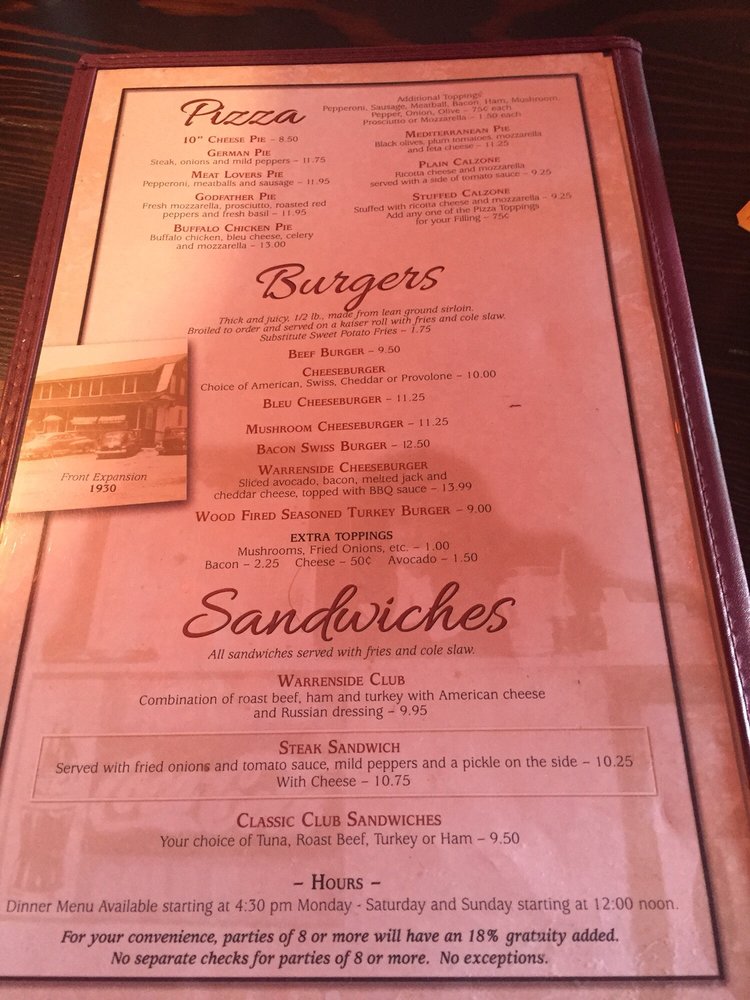 Pizza
10" Cheese Pie – 8.50
German Pie
Steak, onions and mild peppers – 11.75
Meat Lovers Pie
Pepperoni, meatballs and sausage – 11.95
Godfather Pie
Fresh mozzarella, prosciutto, roasted red
peppers and fresh basil – 11.95
Buffalo Chicken Pie
Buffalo chicken, bleu cheese, celery
and mozzarella – 13.00
Additional Toppings
Pepperoni, Sausage, Meatball, Bacon, Ham, Mushroom,
Pepper, Onion, Olive – 75¢ each
Prosciutto or Mozzarella – 1.50 each
Mediterranean Pie
Black olives, plum tomatoes, mozzarella
and feta cheese – 11.25
Plain Calzone
Ricotta cheese and mozzarella
served with a side of tomato sauce – 9.25
Stuffed Calzone
Stuffed with ricotta cheese and mozzarella – 9.25
Add any one of the Pizza Toppings
for your Filling – 75¢
Burgers
Thick and juicy, 1/2 lb., made from lean ground sirloin.
Broiled to order and served on a kaiser roll with fries and cole slaw.
Substitute Sweet Potato Fries – 1.75
Beef Burger – 9.50
Cheeseburger
Choice of American, Swiss, Cheddar or Provolone – 10.00
Bleu Cheeseburger – 11.25
Mushroom Cheeseburger – 11.25
Bacon Swiss Burger – 12.50
Warrenside Cheeseburger
Sliced avocado, bacon, melted jack and
cheddar cheese, topped with BBQ sauce – 13.99
Wood Fired Seasoned Turkey Burger – 9.00
EXTRA TOPPINGS
Mushrooms, Fried Onions, etc. – 1.00
Bacon – 2.25 Cheese – 50¢ Avocado – 1.50
Front Expansion
1930
Sandwiches
All sandwiches served with fries and cole slaw.
Warrenside Club
Combination of roast beef, ham and turkey with American cheese
and Russian dressing – 9.95
Steak Sandwich
Served with fried onions and tomato sauce, mild peppers and a pickle on the side – 10.25
With Cheese – 10.75
Classic Club Sandwiches
Your choice of Tuna, Roast Beef, Turkey or Ham – 9.50
– Hours –
Dinner Menu Available starting at 4:30 pm Monday - Saturday and Sunday starting at 12:00 noon.
For your convenience, parties of 8 or more will have an 18% gratuity added.
No separate checks for parties of 8 or more. No exceptions.